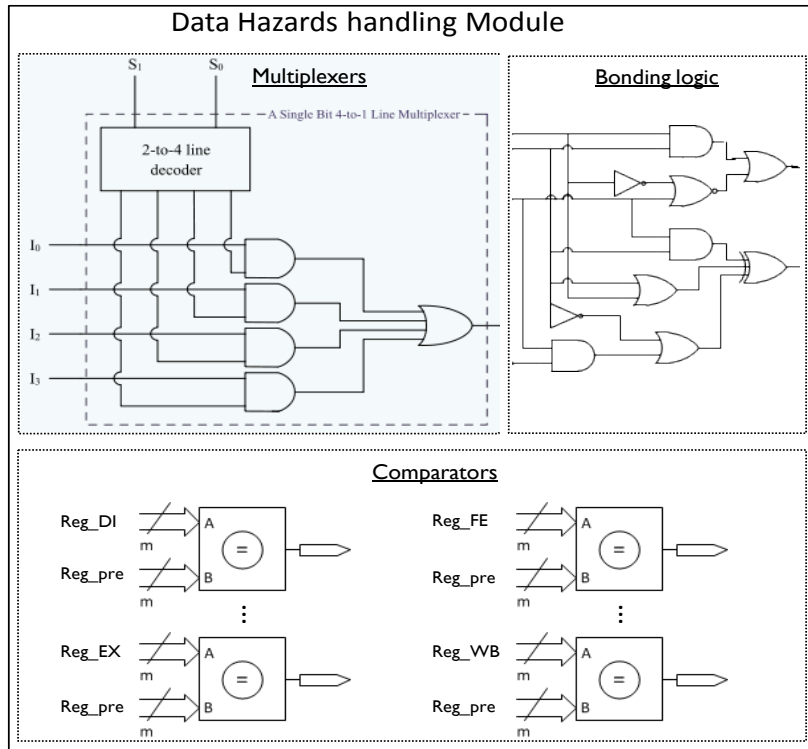 Data Hazards handling Module
Multiplexers
S1 S0
A Single Bit 4-to-1 Line Multiplexer
2-to-4 line
decoder
I0
I1
I2
I3
Bonding logic
Comparators
Reg_DI
m
A
=
Reg_pre
m
B
⋮
Reg_EX
m
A
=
Reg_pre
m
B
Reg_FE
m
A
=
Reg_pre
m
B
⋮
Reg_WB
m
A
=
Reg_pre
m
B